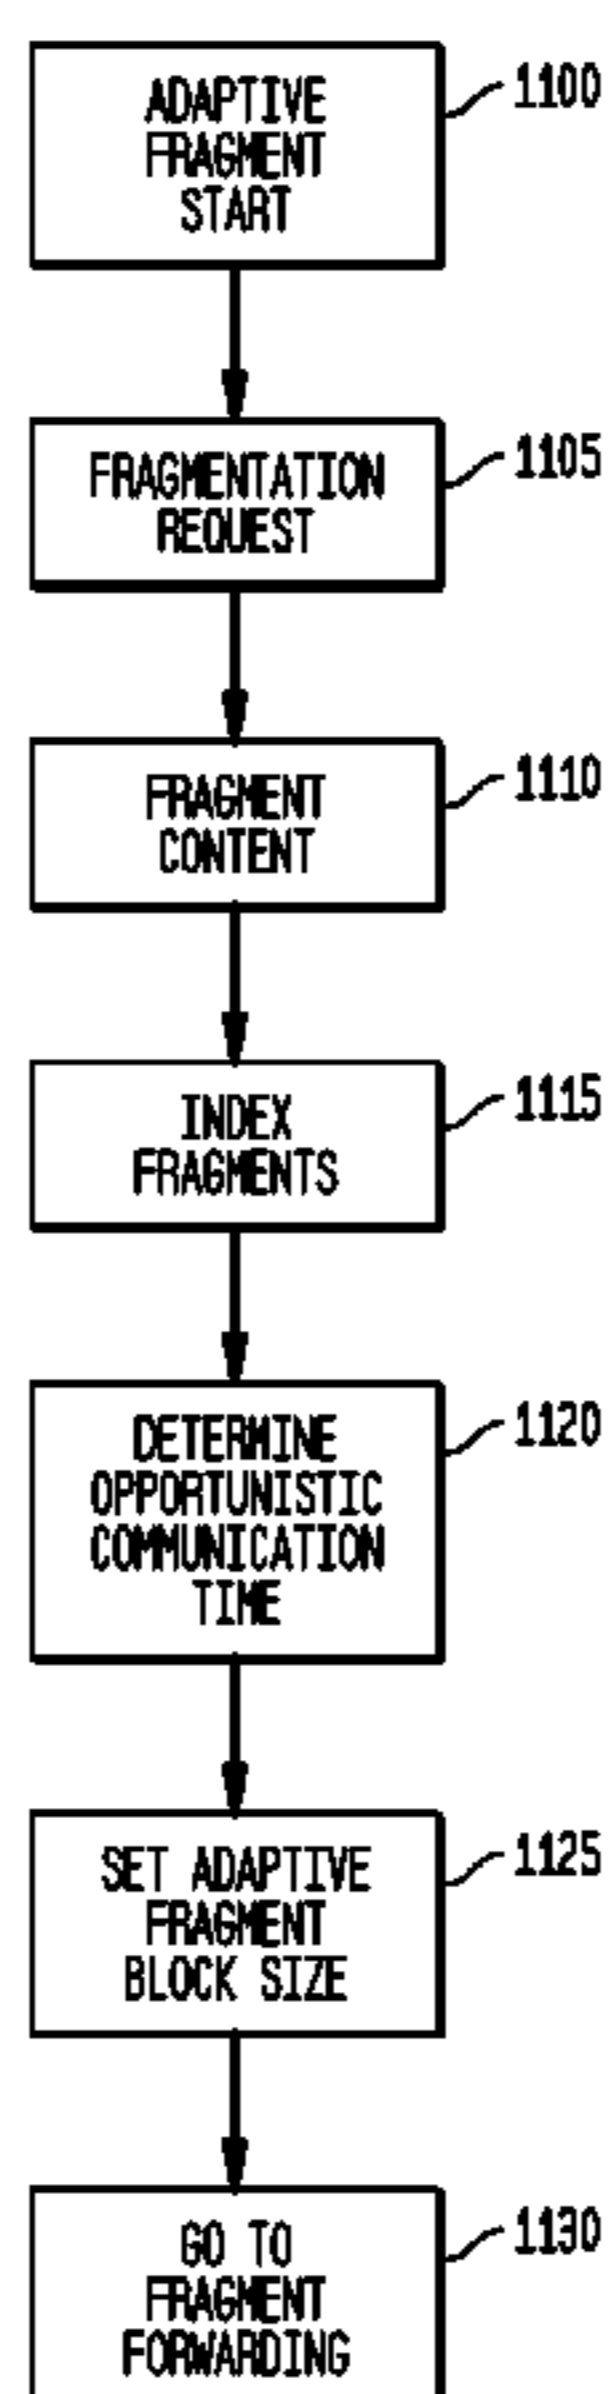 ADAPTIVE
FRAGMENT
START
1100
FRAGMENTATION
REQUEST
1105
FRAGMENT
CONTENT
1110
INDEX
FRAGMENTS
1115
DETERMINE
OPPORTUNISTIC
COMMUNICATION
TIME
1120
SET ADAPTIVE
FRAGMENT
BLOCK SIZE
1125
GO TO
FRAGMENT
FORWARDING
1130